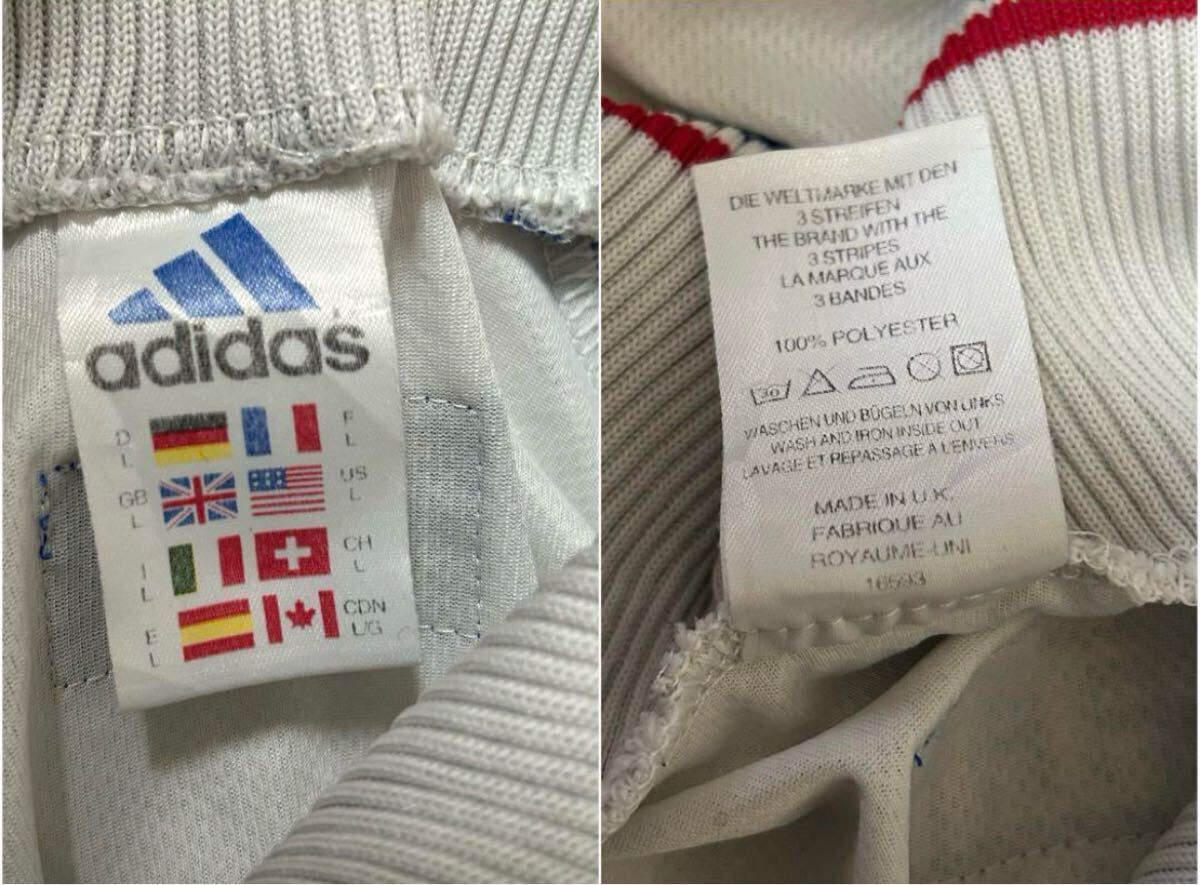 adidas
D
L
F
L
GB
L
US
L
I
L
CH
L
E
L
CDN
L/G
DIE WELTMARKE MIT DEN
3 STREIFEN
THE BRAND WITH THE
3 STRIPES
LA MARQUE AUX
3 BANDES
100% POLYESTER
30
WASCHEN UND BÜGELN VON LINKS
WASH AND IRON INSIDE OUT
LAVAGE ET REPASSAGE A L'ENVERS
MADE IN U.K.
FABRIQUE AU
ROYAUME-UNI
16593